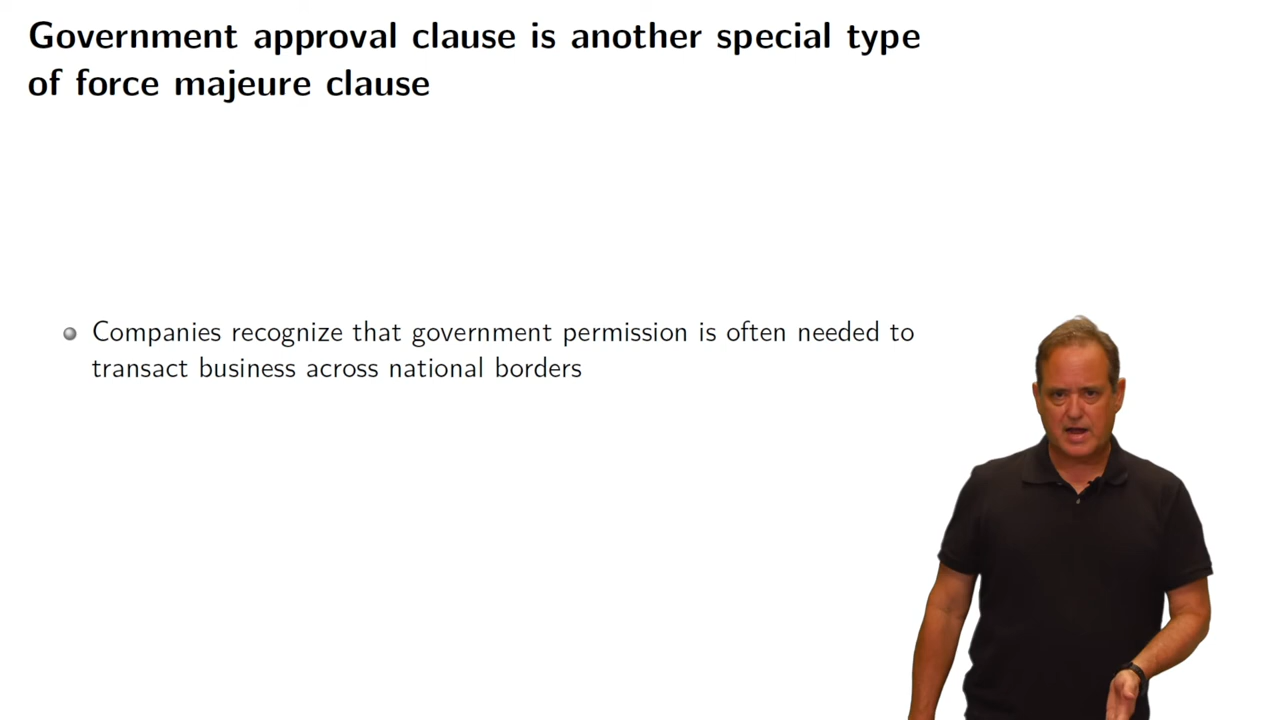 Government approval clause is another special type
of force majeure clause
Companies recognize that government permission is often needed to
transact business across national borders